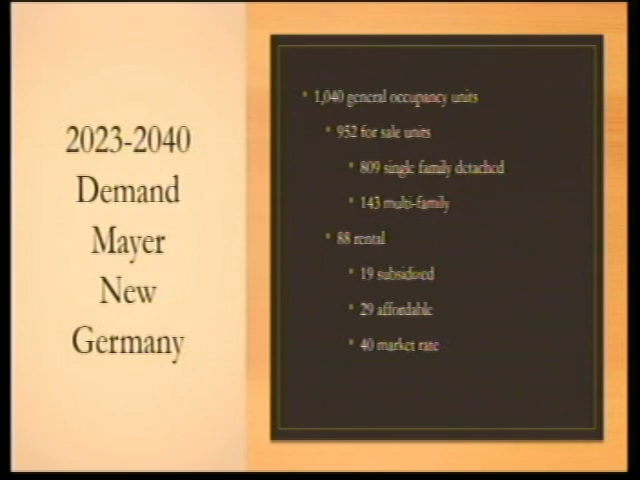 2023-2040
Demand
Mayer
New
Germany
1,040 general occupancy units
952 for sale units
809 single family detached
143 multi-family
88 rental
19 subsidized
29 affordable
40 market rate